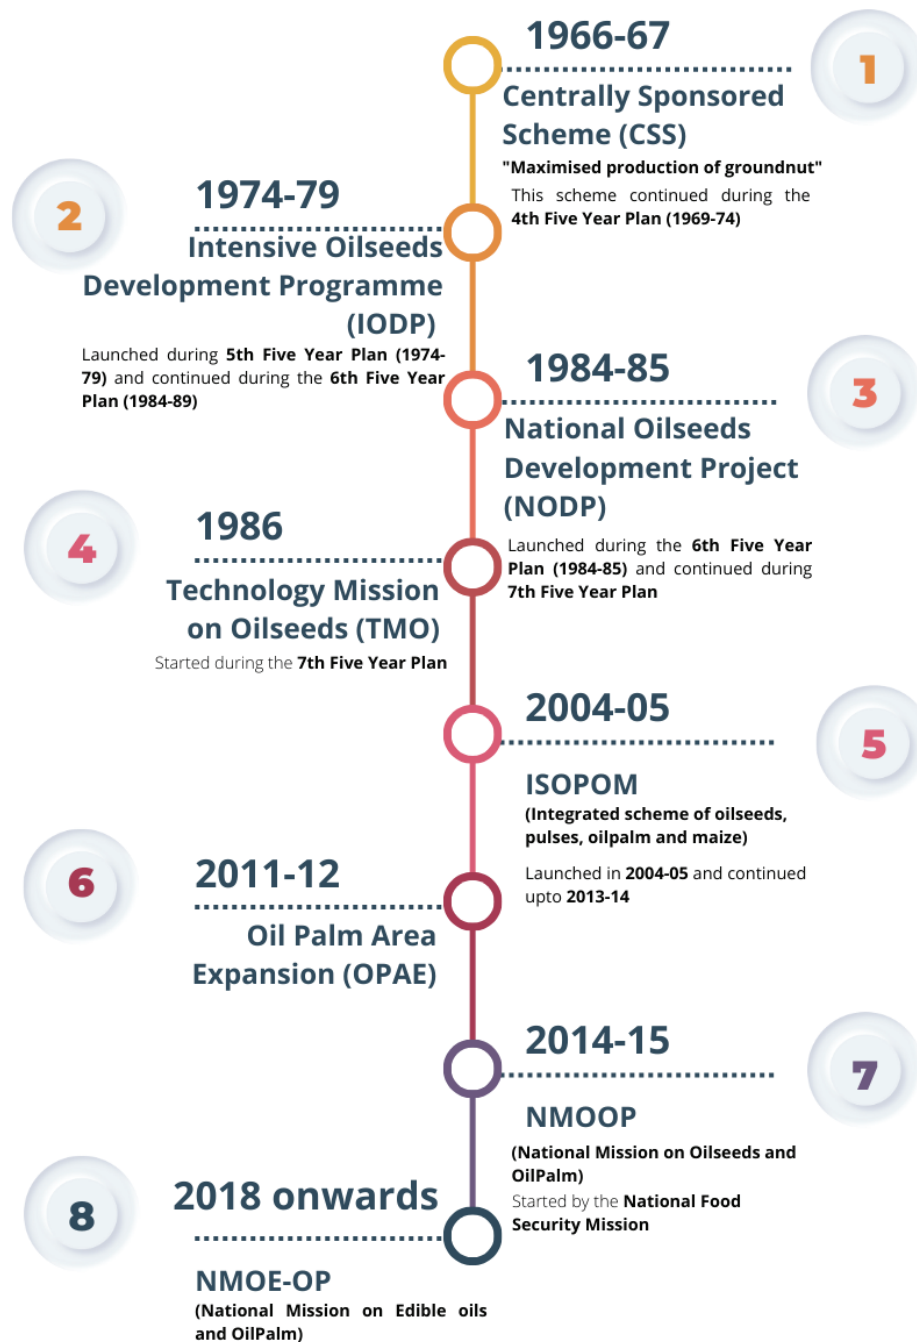 1966-67
1
Centrally Sponsored
Scheme (CSS)
"Maximised production of groundnut"
This scheme continued during the
4th Five Year Plan (1969-74)
2
1974-79
Intensive Oilseeds
Development Programme
(IODP)
Launched during 5th Five Year Plan (1974-
79) and continued during the 6th Five Year
Plan (1984-89)
1984-85
3
National Oilseeds
Development Project
(NODP)
Launched during the 6th Five Year
Plan (1984-85) and continued during
7th Five Year Plan
4
1986
Technology Mission
on Oilseeds (TMO)
Started during the 7th Five Year Plan
2004-05
5
ISOPOM
(Integrated scheme of oilseeds,
pulses, oilpalm and maize)
Launched in 2004-05 and continued
upto 2013-14
6
2011-12
Oil Palm Area
Expansion (OPAE)
2014-15
7
NMOOP
(National Mission on Oilseeds and
OilPalm)
Started by the National Food
Security Mission
8
2018 onwards
NMOE-OP
(National Mission on Edible oils
and OilPalm)